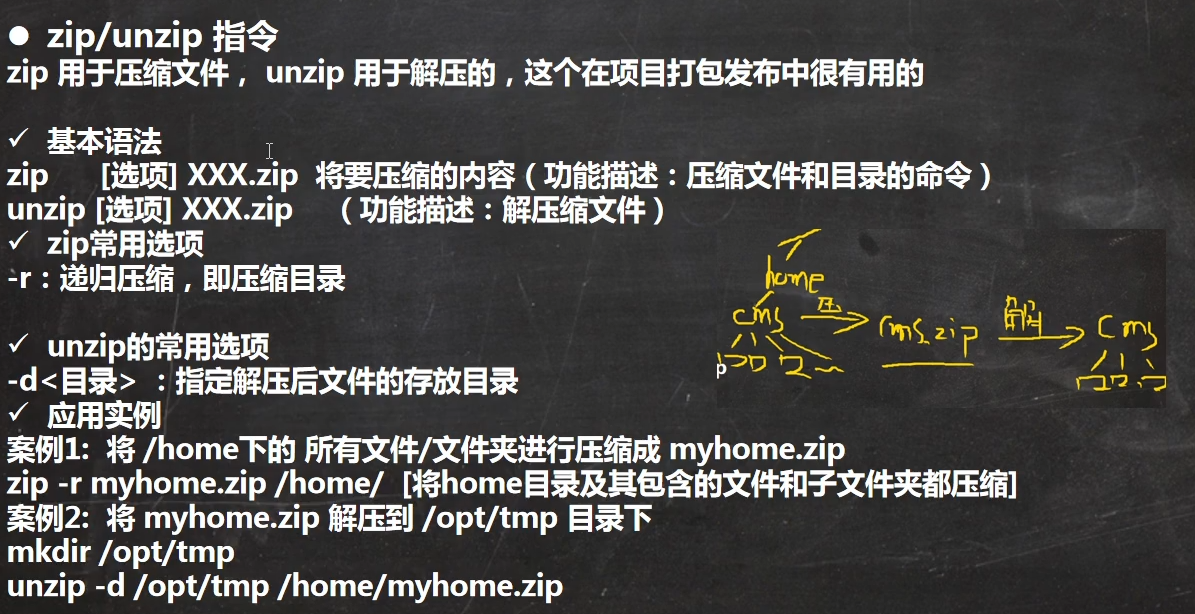 ● zip/unzip 指令
zip 用于压缩文件， unzip 用于解压的，这个在项目打包发布中很有用的
✓ 基本语法
zip [选项] XXX.zip 将要压缩的内容（功能描述：压缩文件和目录的命令）
unzip [选项] XXX.zip （功能描述：解压缩文件）
✓ zip常用选项
-r：递归压缩，即压缩目录
✓ unzip的常用选项
-d<目录> ：指定解压后文件的存放目录
✓ 应用实例
案例1: 将 /home下的 所有文件/文件夹进行压缩成 myhome.zip
zip -r myhome.zip /home/ [将home目录及其包含的文件和子文件夹都压缩]
案例2: 将 myhome.zip 解压到 /opt/tmp 目录下
mkdir /opt/tmp
unzip -d /opt/tmp /home/myhome.zip
home
cms 压 cms.zip 解 cms
p